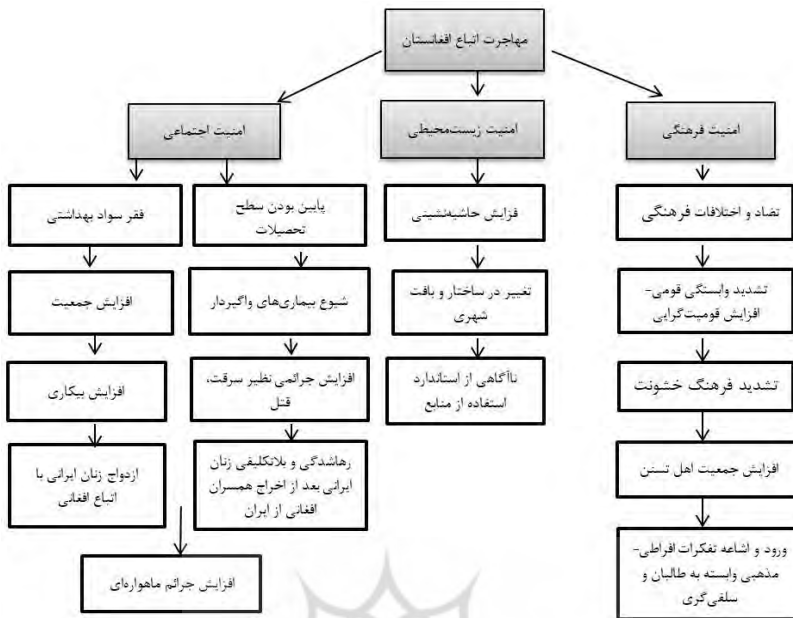 مهاجرت اتباع افغانستان
امنیت فرهنگی
تضاد و اختلافات فرهنگی
تشدید وابستگی قومی-
افزایش قومیت‌گرایی
تشدید فرهنگ خشونت
افزایش جمعیت اهل تسنن
ورود و اشاعه تفکرات افراطی-
مذهبی وابسته به طالبان و
سلفی‌گری
امنیت زیست‌محیطی
فزایش حاشیه‌نشینی
تغییر در ساختار و بافت
شهری
ناآگاهی از استاندارد
استفاده از منابع
امنیت اجتماعی
پایین بودن سطح
تحصیلات
شیوع بیماری‌های واگیردار
افزایش جرائمی نظیر سرقت،
قتل
رهاشدگی و بلاتکلیفی زنان
ایرانی بعد از اخراج همسران
افغانی از ایران
فقر سواد بهداشتی
افزایش جمعیت
افزایش بیکاری
ازدواج زنان ایرانی با
اتباع افغانی
افزایش جرائم ماهواره‌ای